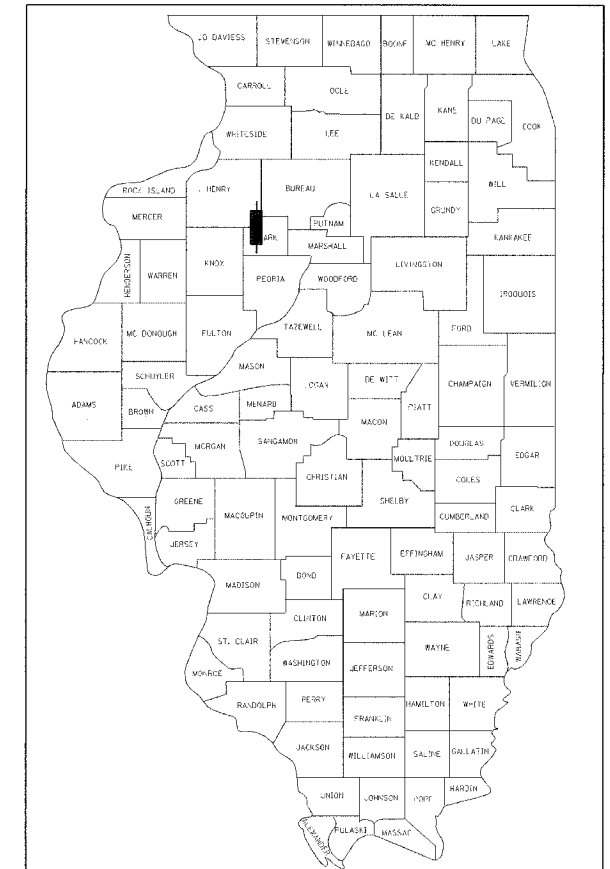 JO DAVIESS STEVENSON WINNEBAGO BOONE MC HENRY LAKE
CARROLL OGLE
DE KALB KANE DU PAGE COOK
WHITESIDE LEE
KENDALL
ROCK ISLAND HENRY BUREAU LA SALLE WILL
MERCER PUTNAM GRUNDY
ARK MARSHALL KANKAKEE
HENDERSON WARREN KNOX PEORIA WOODFORD LIVINGSTON IROQUOIS
HANCOCK MC DONOUGH FULTON TAZEWELL MC LEAN FORD
SCHUYLER MASON
ADAMS BROWN CASS MENARD LOGAN DE WITT CHAMPAIGN VERMILION
PIATT
MACON
MORGAN SANGAMON DOUGLAS
PIKE SCOTT CHRISTIAN MOULTRIE COLES EDGAR
CALHOUN GREENE MACOUPIN MONTGOMERY SHELBY CUMBERLAND CLARK
JERSEY
FAYETTE EFFINGHAM JASPER CRAWFORD
MADISON BOND
CLAY RICHLAND LAWRENCE
CLINTON MARION
ST. CLAIR WAYNE EDWARDS WABASH
WASHINGTON JEFFERSON
MONROE
RANDOLPH PERRY HAMILTON WHITE
FRANKLIN
JACKSON WILLIAMSON SALINE GALLATIN
UNION JOHNSON POPE HARDIN
ALEXANDER PULASKI MASSAC